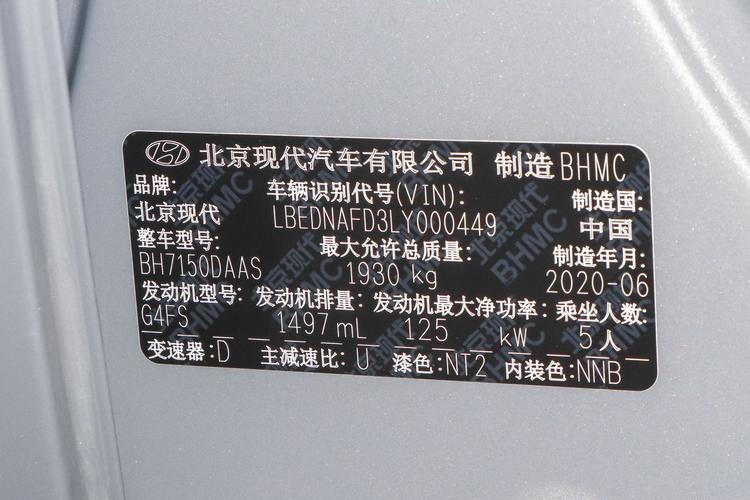 北京现代汽车有限公司 制造BHMC
品牌: 车辆识别代号(VIN): 制造国:
北京现代 LBEDNAFD3LY000449 中国
整车型号: 最大允许总质量: 制造年月:
BH7150DAAS 1930 kg 2020-06
发动机型号: 发动机排量: 发动机最大净功率: 乘坐人数:
G4FS 1497 mL 125 kW 5 人
变速器:D 主减速比:U 漆色:NT2 内装色:NNB